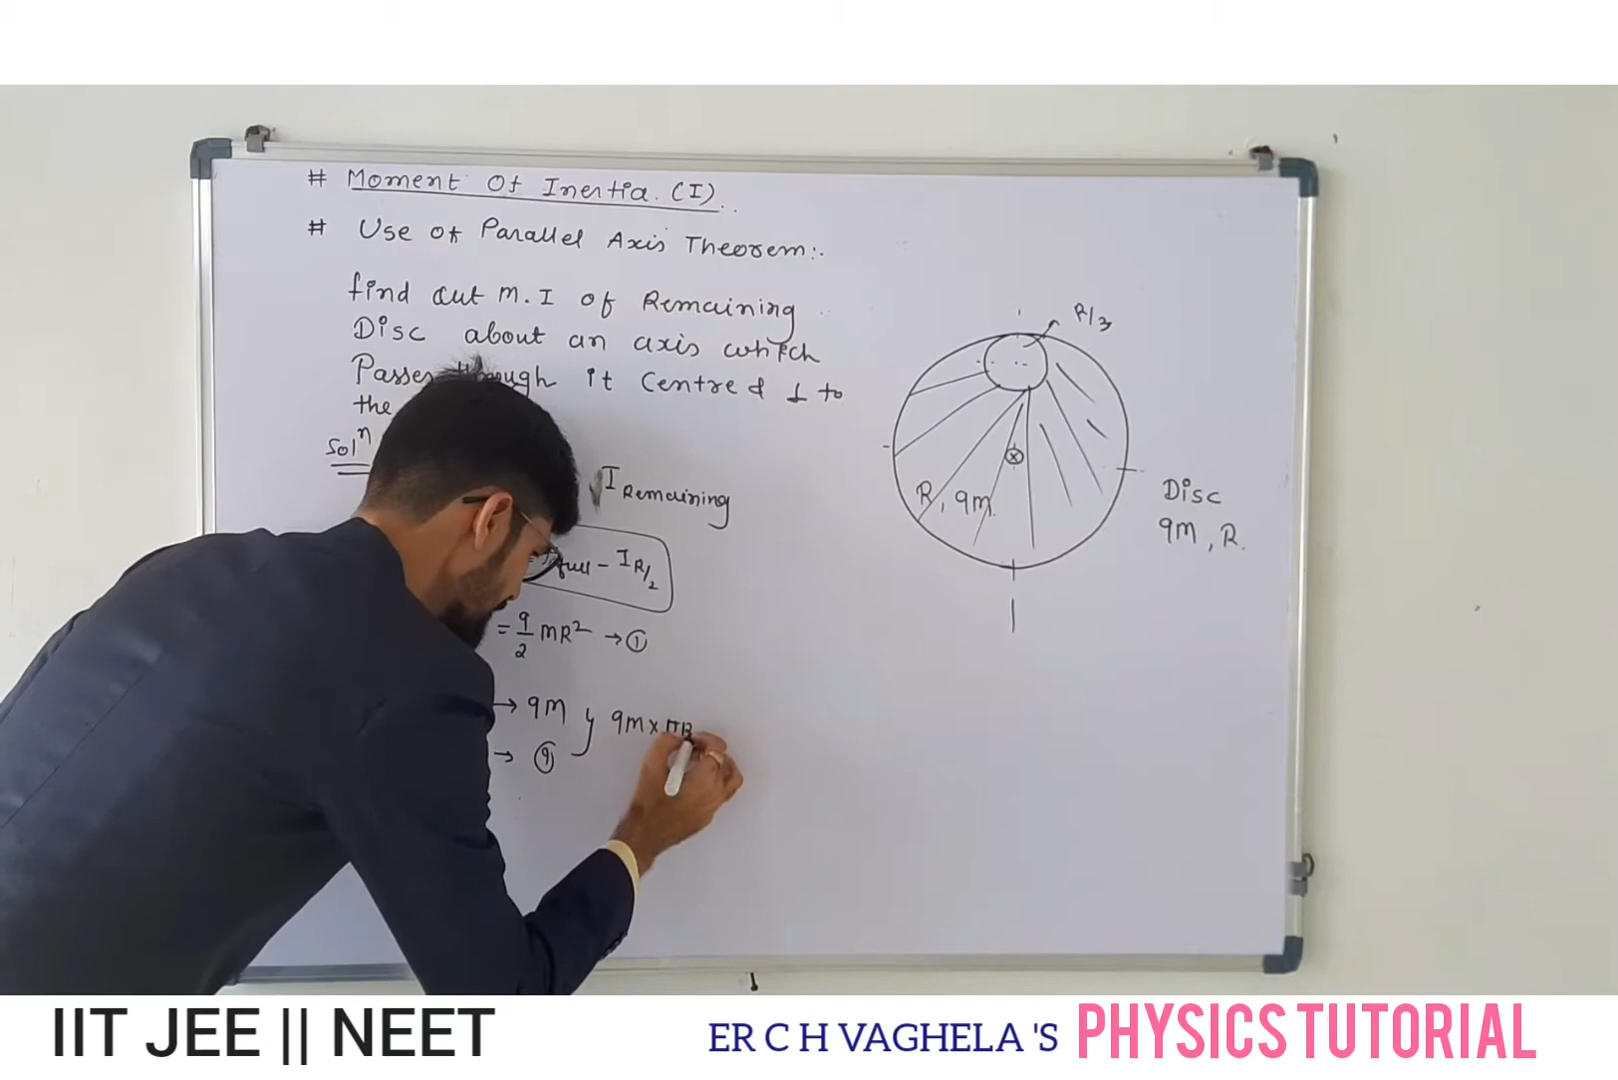 # Moment Of Inertia. (I)
# Use Of Parallel Axis Theorem:.
find out M.I of Remaining
Disc about an axis which
Passes through it Centre & ⊥ to
the
Solⁿ
I Remaining
full - I R/2
= 9/2 MR² → ①
→ 9M } 9M x πR
→ ⑨
R/3
R, 9M.
Disc
9M, R.
IIT JEE || NEET
ER C H VAGHELA 'S PHYSICS TUTORIAL